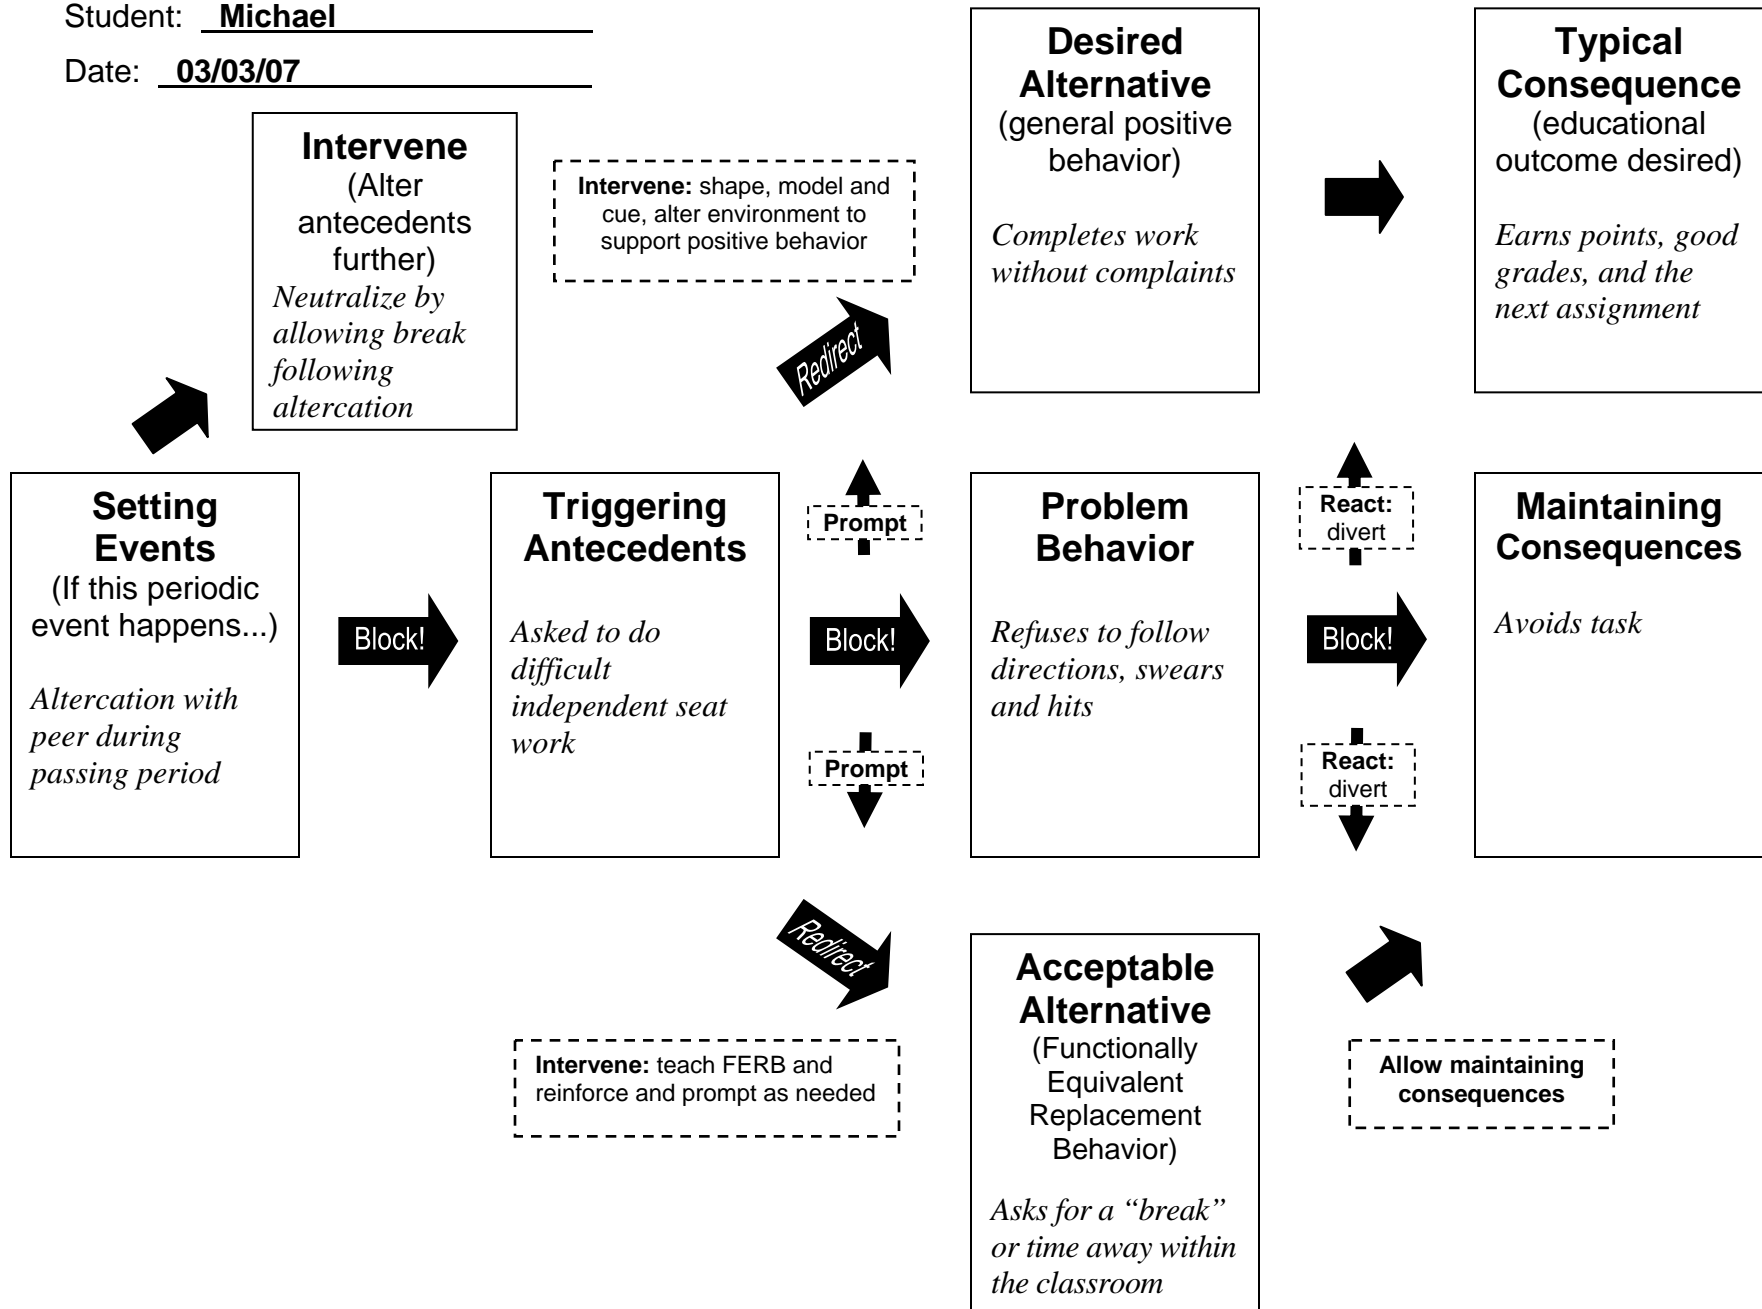 Student: Michael
Date: 03/03/07
Intervene
(Alter
antecedents
further)
Neutralize by
allowing break
following
altercation
Intervene: shape, model and
cue, alter environment to
support positive behavior
Desired
Alternative
(general positive
behavior)
Completes work
without complaints
Typical
Consequence
(educational
outcome desired)
Earns points, good
grades, and the
next assignment
Redirect
Setting
Events
(If this periodic
event happens...)
Altercation with
peer during
passing period
Block!
Triggering
Antecedents
Asked to do
difficult
independent seat
work
Prompt
Block!
Prompt
Problem
Behavior
Refuses to follow
directions, swears
and hits
React:
divert
Block!
React:
divert
Maintaining
Consequences
Avoids task
Redirect
Intervene: teach FERB and
reinforce and prompt as needed
Acceptable
Alternative
(Functionally
Equivalent
Replacement
Behavior)
Asks for a “break”
or time away within
the classroom
Allow maintaining
consequences